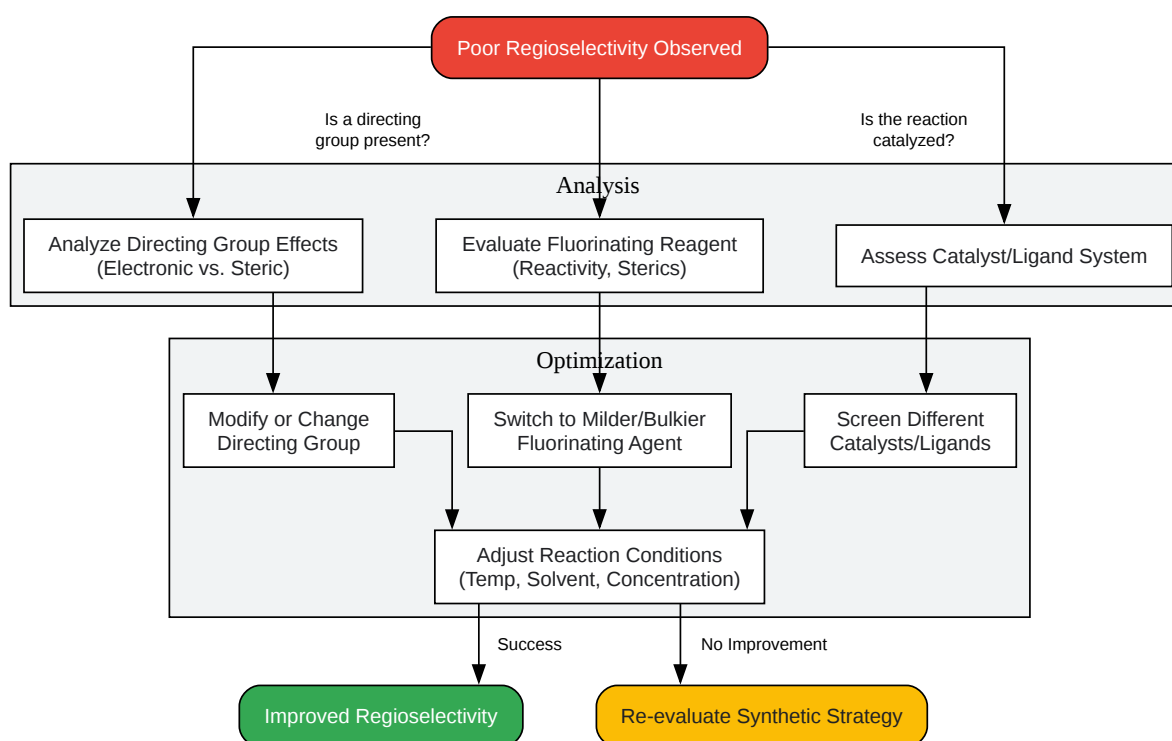 Poor Regioselectivity Observed
Is a directing
group present?
Is the reaction
catalyzed?
Analysis
Analyze Directing Group Effects
(Electronic vs. Steric)
Evaluate Fluorinating Reagent
(Reactivity, Sterics)
Assess Catalyst/Ligand System
Optimization
Modify or Change
Directing Group
Switch to Milder/Bulkier
Fluorinating Agent
Screen Different
Catalysts/Ligands
Adjust Reaction Conditions
(Temp, Solvent, Concentration)
Success
No Improvement
Improved Regioselectivity
Re-evaluate Synthetic Strategy